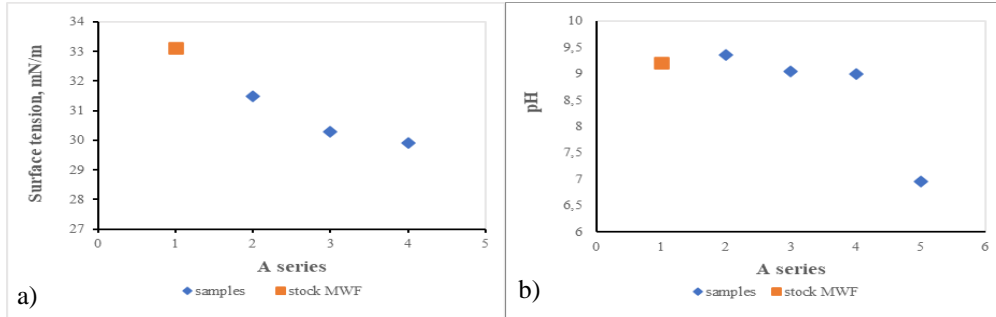 34
33
32
31
30
29
28
27
0 1 2 3 4 5
Surface tension, mN/m
A series
samples stock MWF
a)
10
9,5
9
8,5
8
7,5
7
6,5
6
0 1 2 3 4 5 6
pH
A series
samples stock MWF
b)